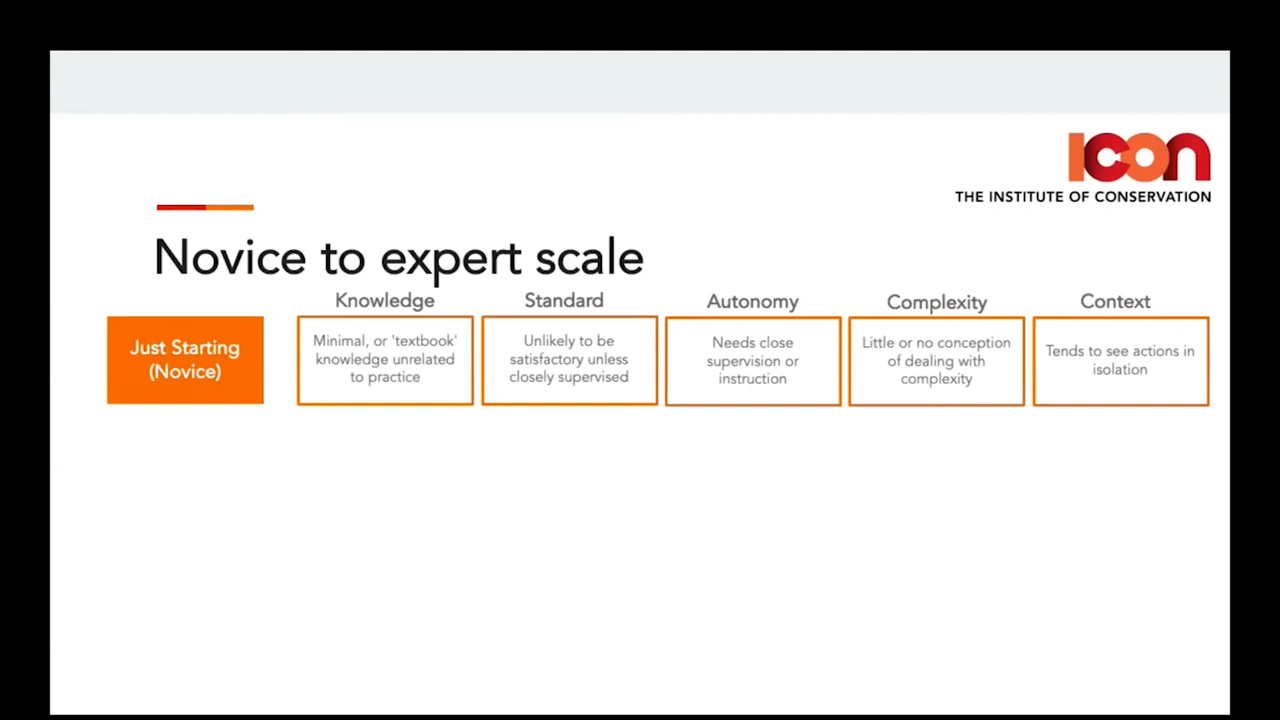 icon
THE INSTITUTE OF CONSERVATION
Novice to expert scale
Knowledge
Standard
Autonomy
Complexity
Context
Just Starting
(Novice)
Minimal, or 'textbook'
knowledge unrelated
to practice
Unlikely to be
satisfactory unless
closely supervised
Needs close
supervision or
instruction
Little or no conception
of dealing with
complexity
Tends to see actions in
isolation